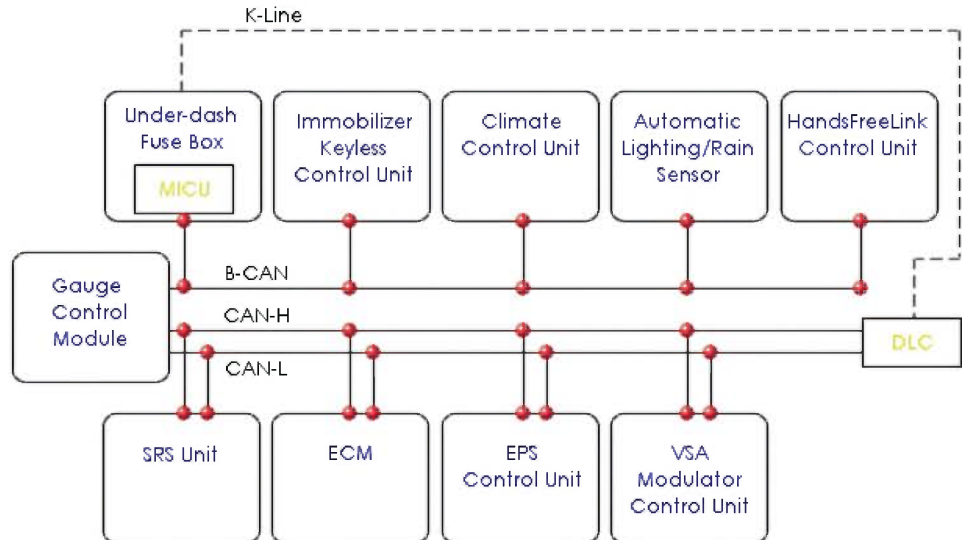 K-Line
Under-dash
Fuse Box
MICU
Immobilizer
Keyless
Control Unit
Climate
Control Unit
Automatic
Lighting/Rain
Sensor
HandsFreeLink
Control Unit
Gauge
Control
Module
B-CAN
CAN-H
CAN-L
DLC
SRS Unit
ECM
EPS
Control Unit
VSA
Modulator
Control Unit